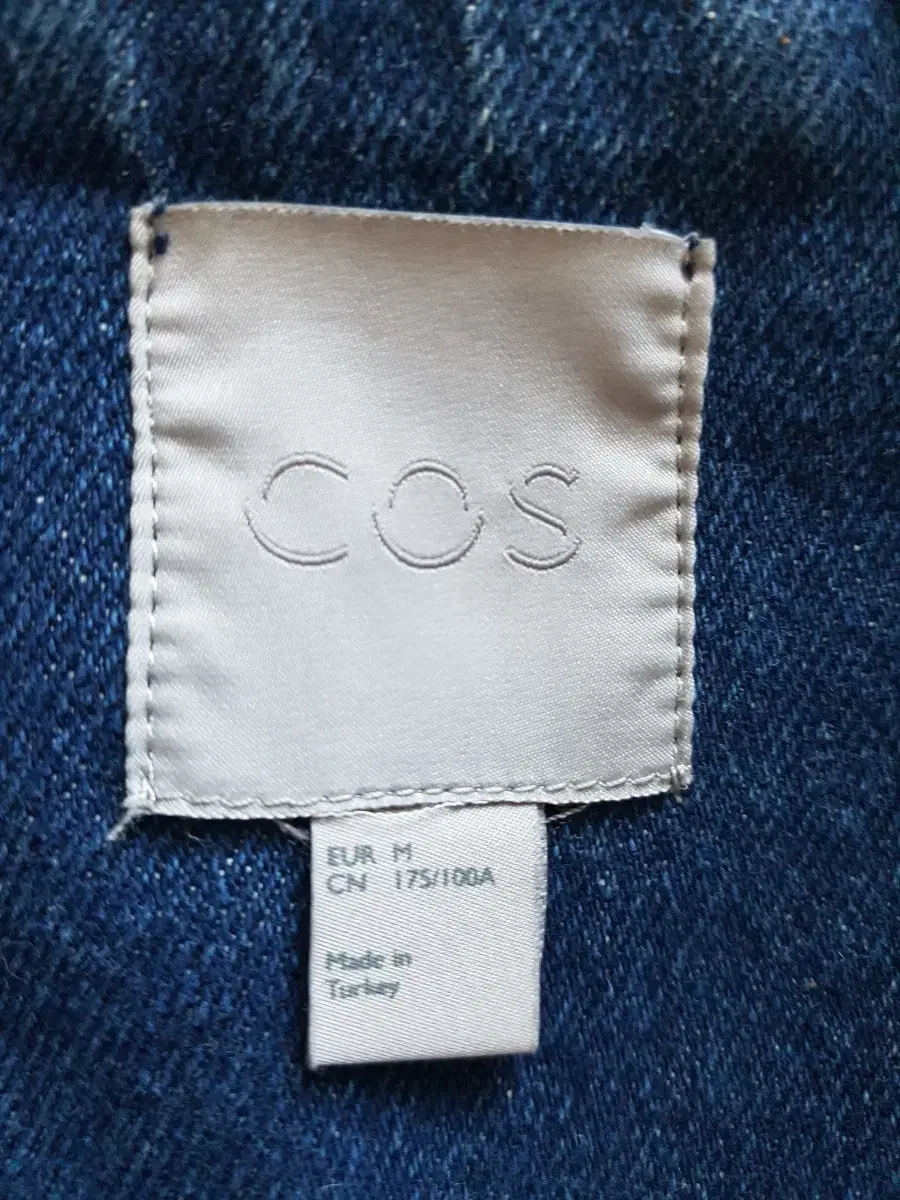 COS
EUR M
CN 175/100A
Made in
Turkey